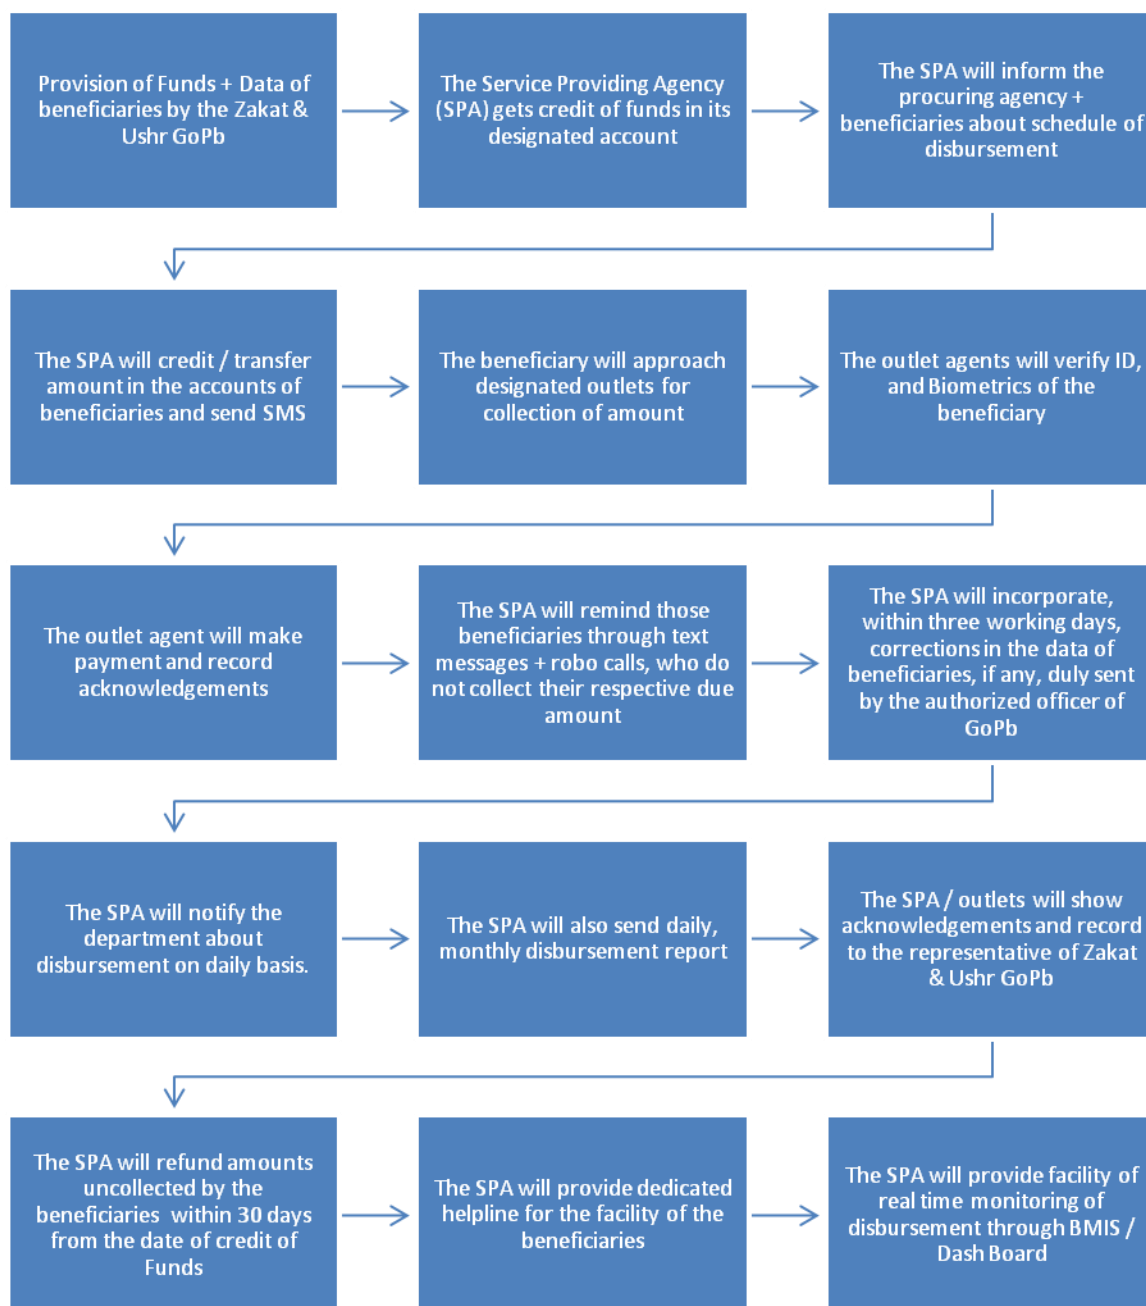 Provision of Funds + Data of
beneficiaries by the Zakat &
Ushr GoPb
The Service Providing Agency
(SPA) gets credit of funds in its
designated account
The SPA will inform the
procuring agency +
beneficiaries about schedule of
disbursement
The SPA will credit / transfer
amount in the accounts of
beneficiaries and send SMS
The beneficiary will approach
designated outlets for
collection of amount
The outlet agents will verify ID,
and Biometrics of the
beneficiary
The outlet agent will make
payment and record
acknowledgements
The SPA will remind those
beneficiaries through text
messages + robo calls, who do
not collect their respective due
amount
The SPA will incorporate,
within three working days,
corrections in the data of
beneficiaries, if any, duly sent
by the authorized officer of
GoPb
The SPA will notify the
department about
disbursement on daily basis.
The SPA will also send daily,
monthly disbursement report
The SPA / outlets will show
acknowledgements and record
to the representative of Zakat
& Ushr GoPb
The SPA will refund amounts
uncollected by the
beneficiaries within 30 days
from the date of credit of
Funds
The SPA will provide dedicated
helpline for the facility of the
beneficiaries
The SPA will provide facility of
real time monitoring of
disbursement through BMIS /
Dash Board